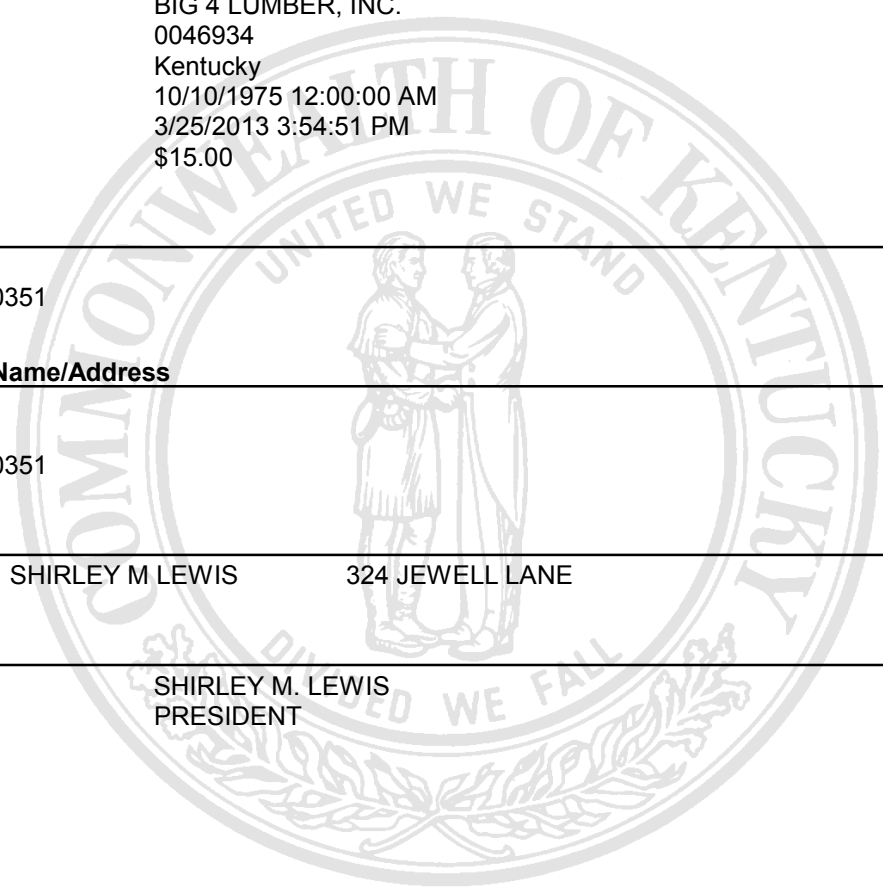 BIG 4 LUMBER, INC.
0046934
Kentucky
10/10/1975 12:00:00 AM
3/25/2013 3:54:51 PM
$15.00
0351
Name/Address
0351
SHIRLEY M LEWIS 324 JEWELL LANE
SHIRLEY M. LEWIS
PRESIDENT
COMMONWEALTH OF KENTUCKY
UNITED WE STAND
DIVIDED WE FALL